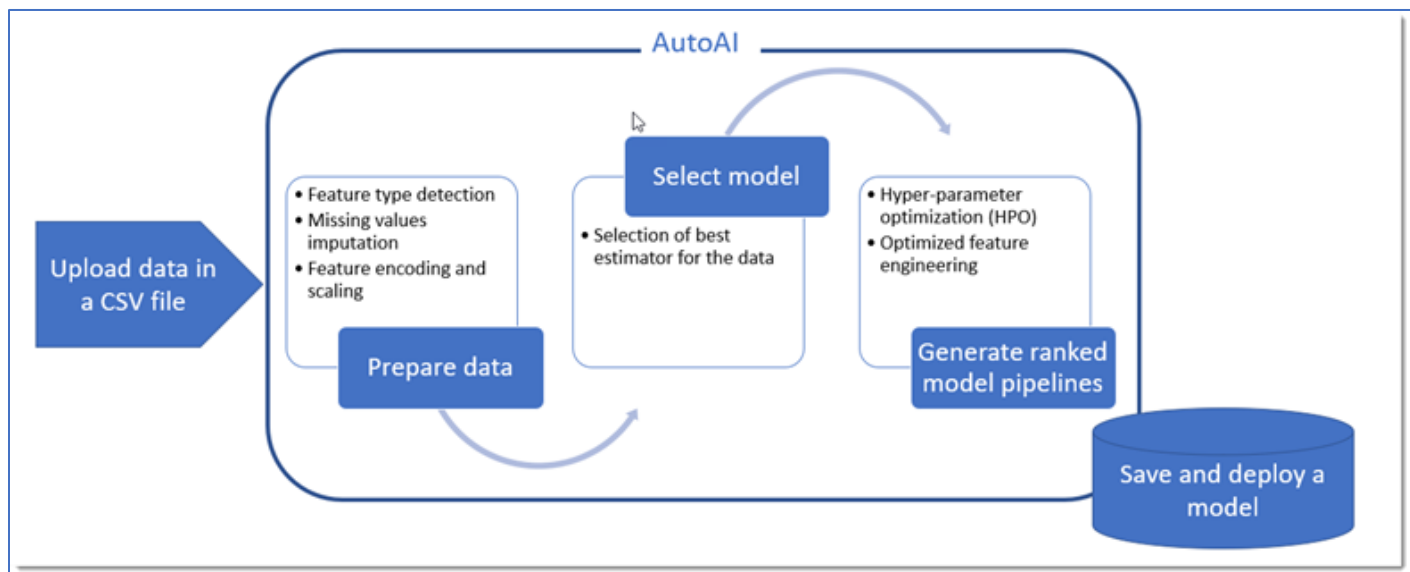 AutoAI
Upload data in
a CSV file
• Feature type detection
• Missing values
imputation
• Feature encoding and
scaling
Prepare data
Select model
• Selection of best
estimator for the data
• Hyper-parameter
optimization (HPO)
• Optimized feature
engineering
Generate ranked
model pipelines
Save and deploy a
model